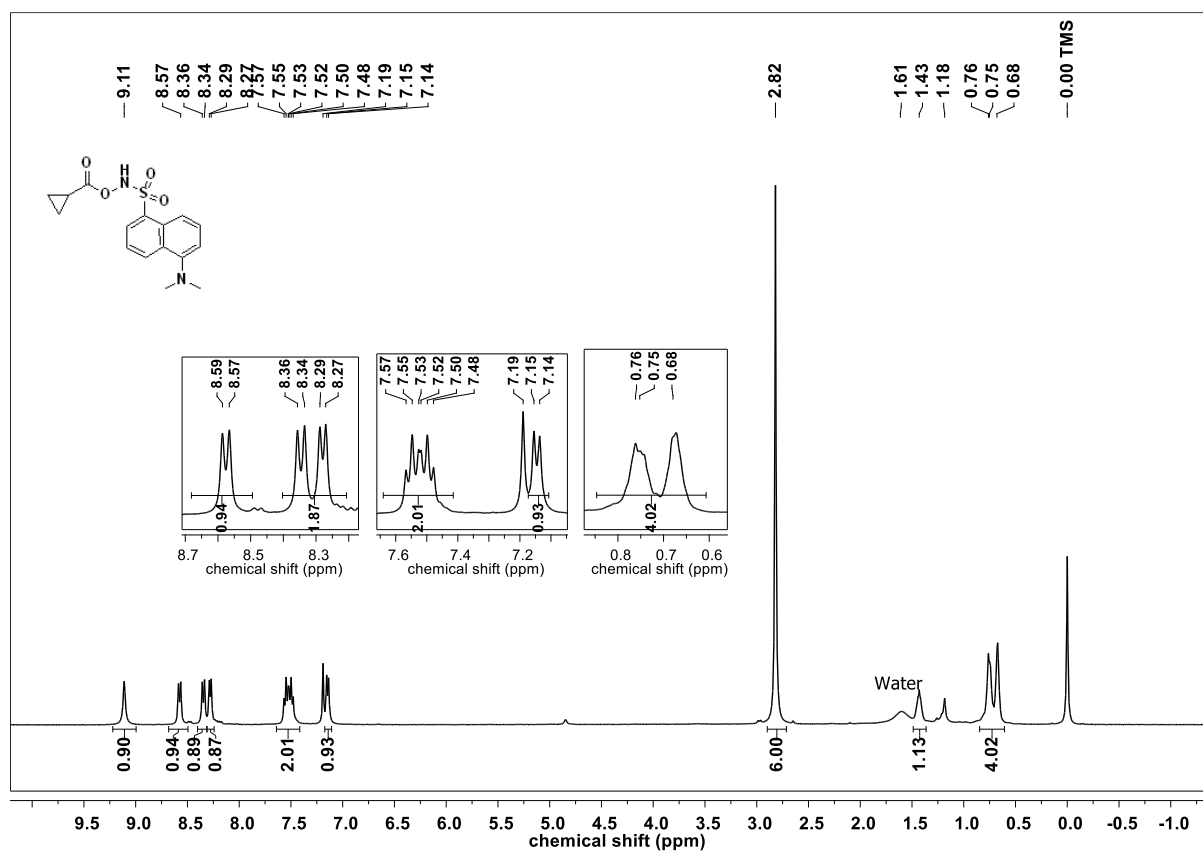 9.11 8.57 8.36 8.34 8.29 8.27 7.57 7.55 7.53 7.52 7.50 7.48 7.19 7.15 7.14 2.82 1.61 1.43 1.18 0.76 0.75 0.68 0.00 TMS
O O H N S O O N
8.59 8.57 8.36 8.34 8.29 8.27
0.94 1.87
8.7 8.5 8.3
chemical shift (ppm)
7.57 7.55 7.53 7.52 7.50 7.48 7.19 7.15 7.14
2.01 0.93
7.6 7.4 7.2
chemical shift (ppm)
0.76 0.75 0.68
4.02
0.8 0.7 0.6
chemical shift (ppm)
Water
0.90 0.94 0.89 0.87 2.01 0.93 6.00 1.13 4.02
9.5 9.0 8.5 8.0 7.5 7.0 6.5 6.0 5.5 5.0 4.5 4.0 3.5 3.0 2.5 2.0 1.5 1.0 0.5 0.0 -0.5 -1.0
chemical shift (ppm)